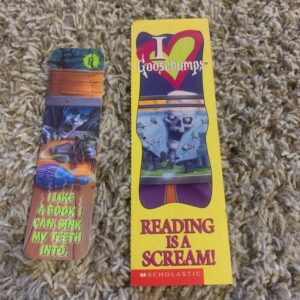 I LIKE
A BOOK I
CAN SINK
MY TEETH
INTO.
I
Goosebumps
READING
IS A
SCREAM!
SCHOLASTIC